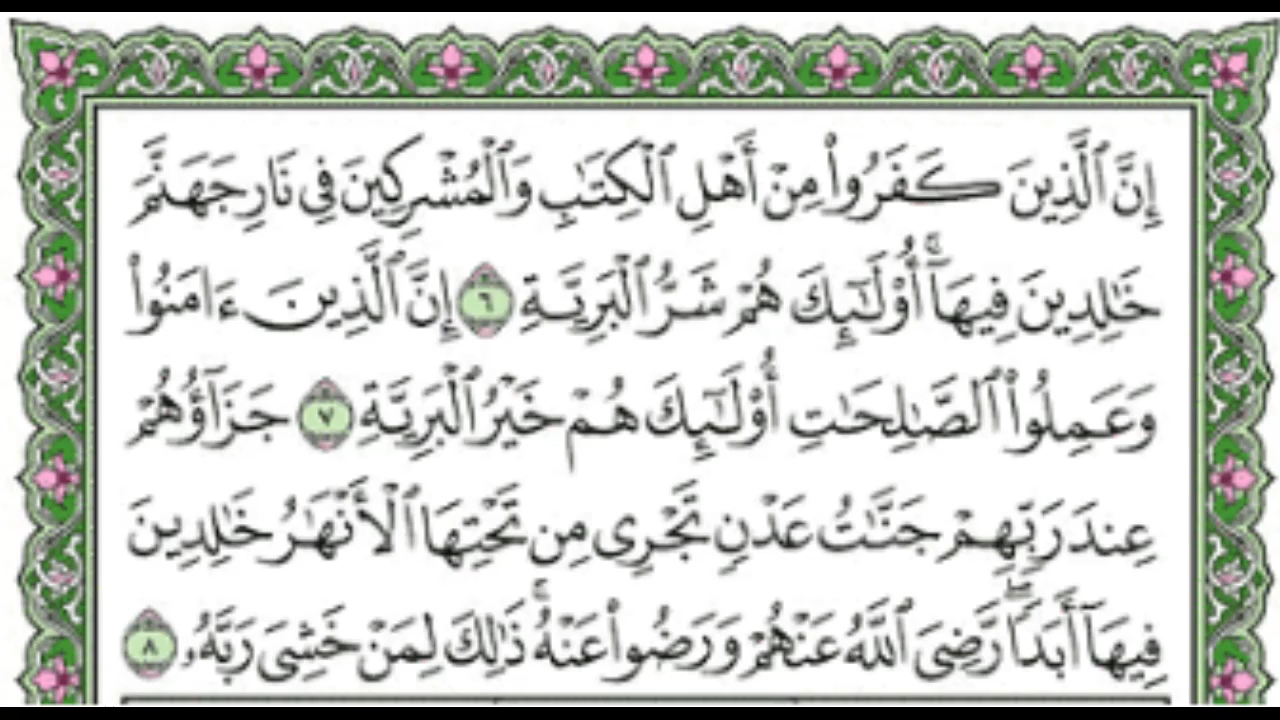 إِنَّ ٱلَّذِينَ كَفَرُوا۟ مِنْ أَهْلِ ٱلْكِتَـٰبِ وَٱلْمُشْرِكِينَ فِى نَارِ جَهَنَّمَ
خَـٰلِدِينَ فِيهَآ ۚ أُو۟لَـٰٓئِكَ هُمْ شَرُّ ٱلْبَرِيَّةِ ٦ إِنَّ ٱلَّذِينَ ءَامَنُوا۟
وَعَمِلُوا۟ ٱلصَّـٰلِحَـٰتِ أُو۟لَـٰٓئِكَ هُمْ خَيْرُ ٱلْبَرِيَّةِ ٧ جَزَآؤُهُمْ
عِندَ رَبِّهِمْ جَنَّـٰتُ عَدْنٍ تَجْرِى مِن تَحْتِهَا ٱلْأَنْهَـٰرُ خَـٰلِدِينَ
فِيهَآ أَبَدًا ۖ رَّضِىَ ٱللَّهُ عَنْهُمْ وَرَضُوا۟ عَنْهُ ۚ ذَٰلِكَ لِمَنْ خَشِىَ رَبَّهُۥ ٨